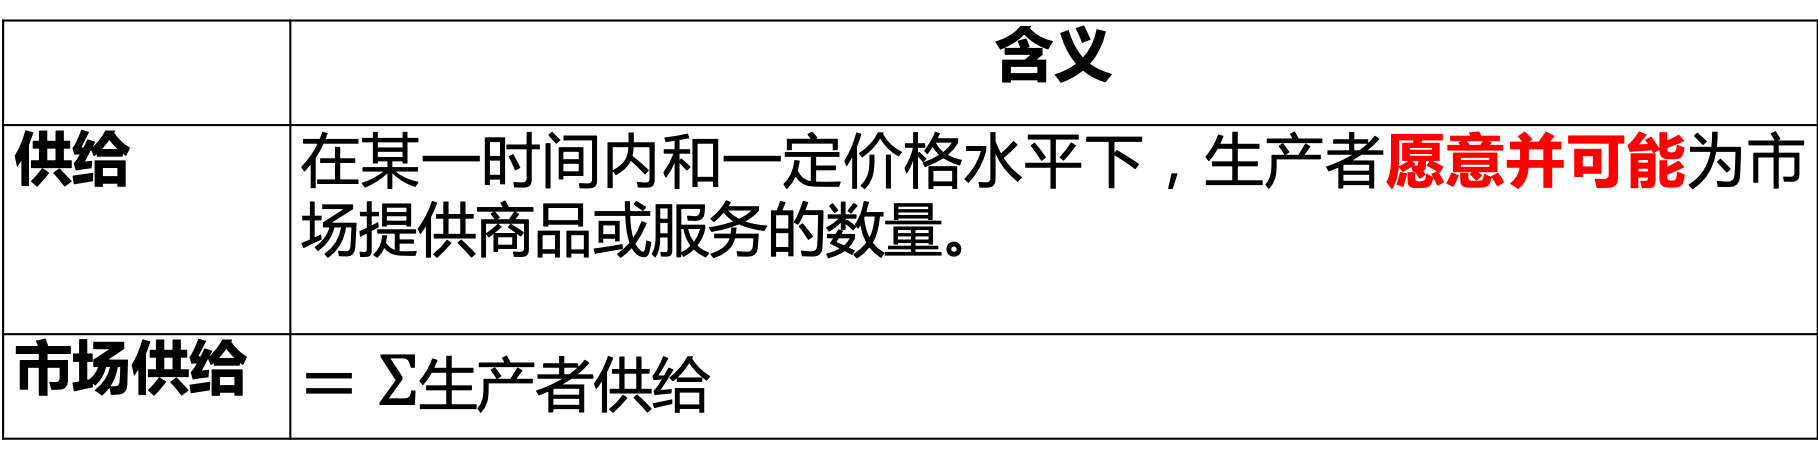 含义
供给
在某一时间内和一定价格水平下，生产者愿意并可能为市
场提供商品或服务的数量。
市场供给
= Σ生产者供给